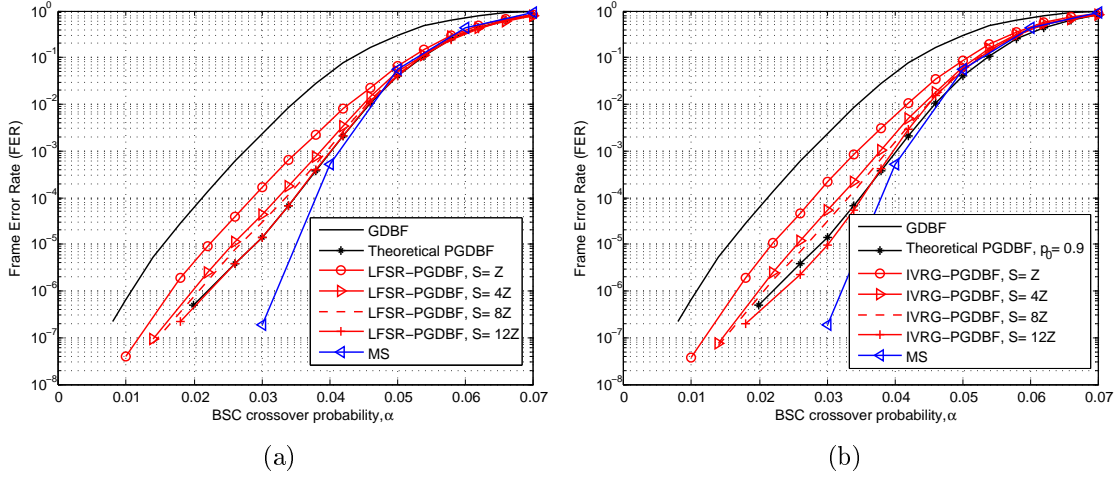 10^0
10^-1
10^-2
10^-3
10^-4
10^-5
10^-6
10^-7
10^-8
Frame Error Rate (FER)
0 0.01 0.02 0.03 0.04 0.05 0.06 0.07
BSC crossover probability,α
GDBF
Theoretical PGDBF
LFSR−PGDBF, S= Z
LFSR−PGDBF, S= 4Z
LFSR−PGDBF, S= 8Z
LFSR−PGDBF, S= 12Z
MS
(a)
10^0
10^-1
10^-2
10^-3
10^-4
10^-5
10^-6
10^-7
10^-8
Frame Error Rate (FER)
0 0.01 0.02 0.03 0.04 0.05 0.06 0.07
BSC crossover probability,α
GDBF
Theoretical PGDBF, p_0= 0.9
IVRG−PGDBF, S= Z
IVRG−PGDBF, S= 4Z
IVRG−PGDBF, S= 8Z
IVRG−PGDBF, S= 12Z
MS
(b)